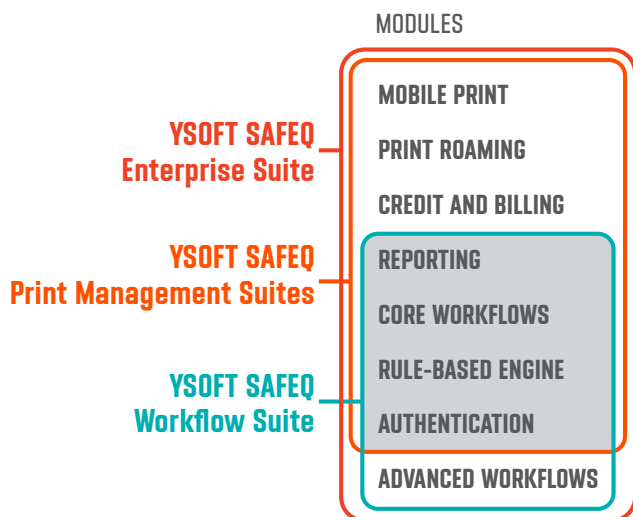 MODULES
MOBILE PRINT
YSOFT SAFEQ
Enterprise Suite
PRINT ROAMING
CREDIT AND BILLING
YSOFT SAFEQ
Print Management Suites
REPORTING
CORE WORKFLOWS
RULE-BASED ENGINE
YSOFT SAFEQ
Workflow Suite
AUTHENTICATION
ADVANCED WORKFLOWS